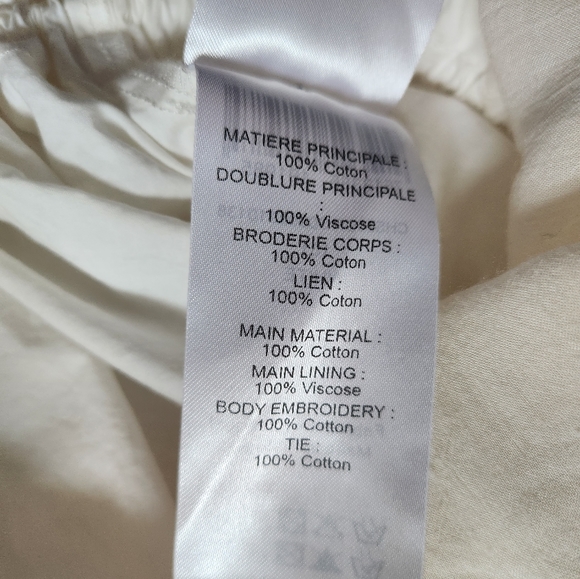 MATIERE PRINCIPALE :
100% Coton
DOUBLURE PRINCIPALE
:
100% Viscose
BRODERIE CORPS :
100% Coton
LIEN :
100% Coton
MAIN MATERIAL :
100% Cotton
MAIN LINING :
100% Viscose
BODY EMBROIDERY :
100% Cotton
TIE :
100% Cotton